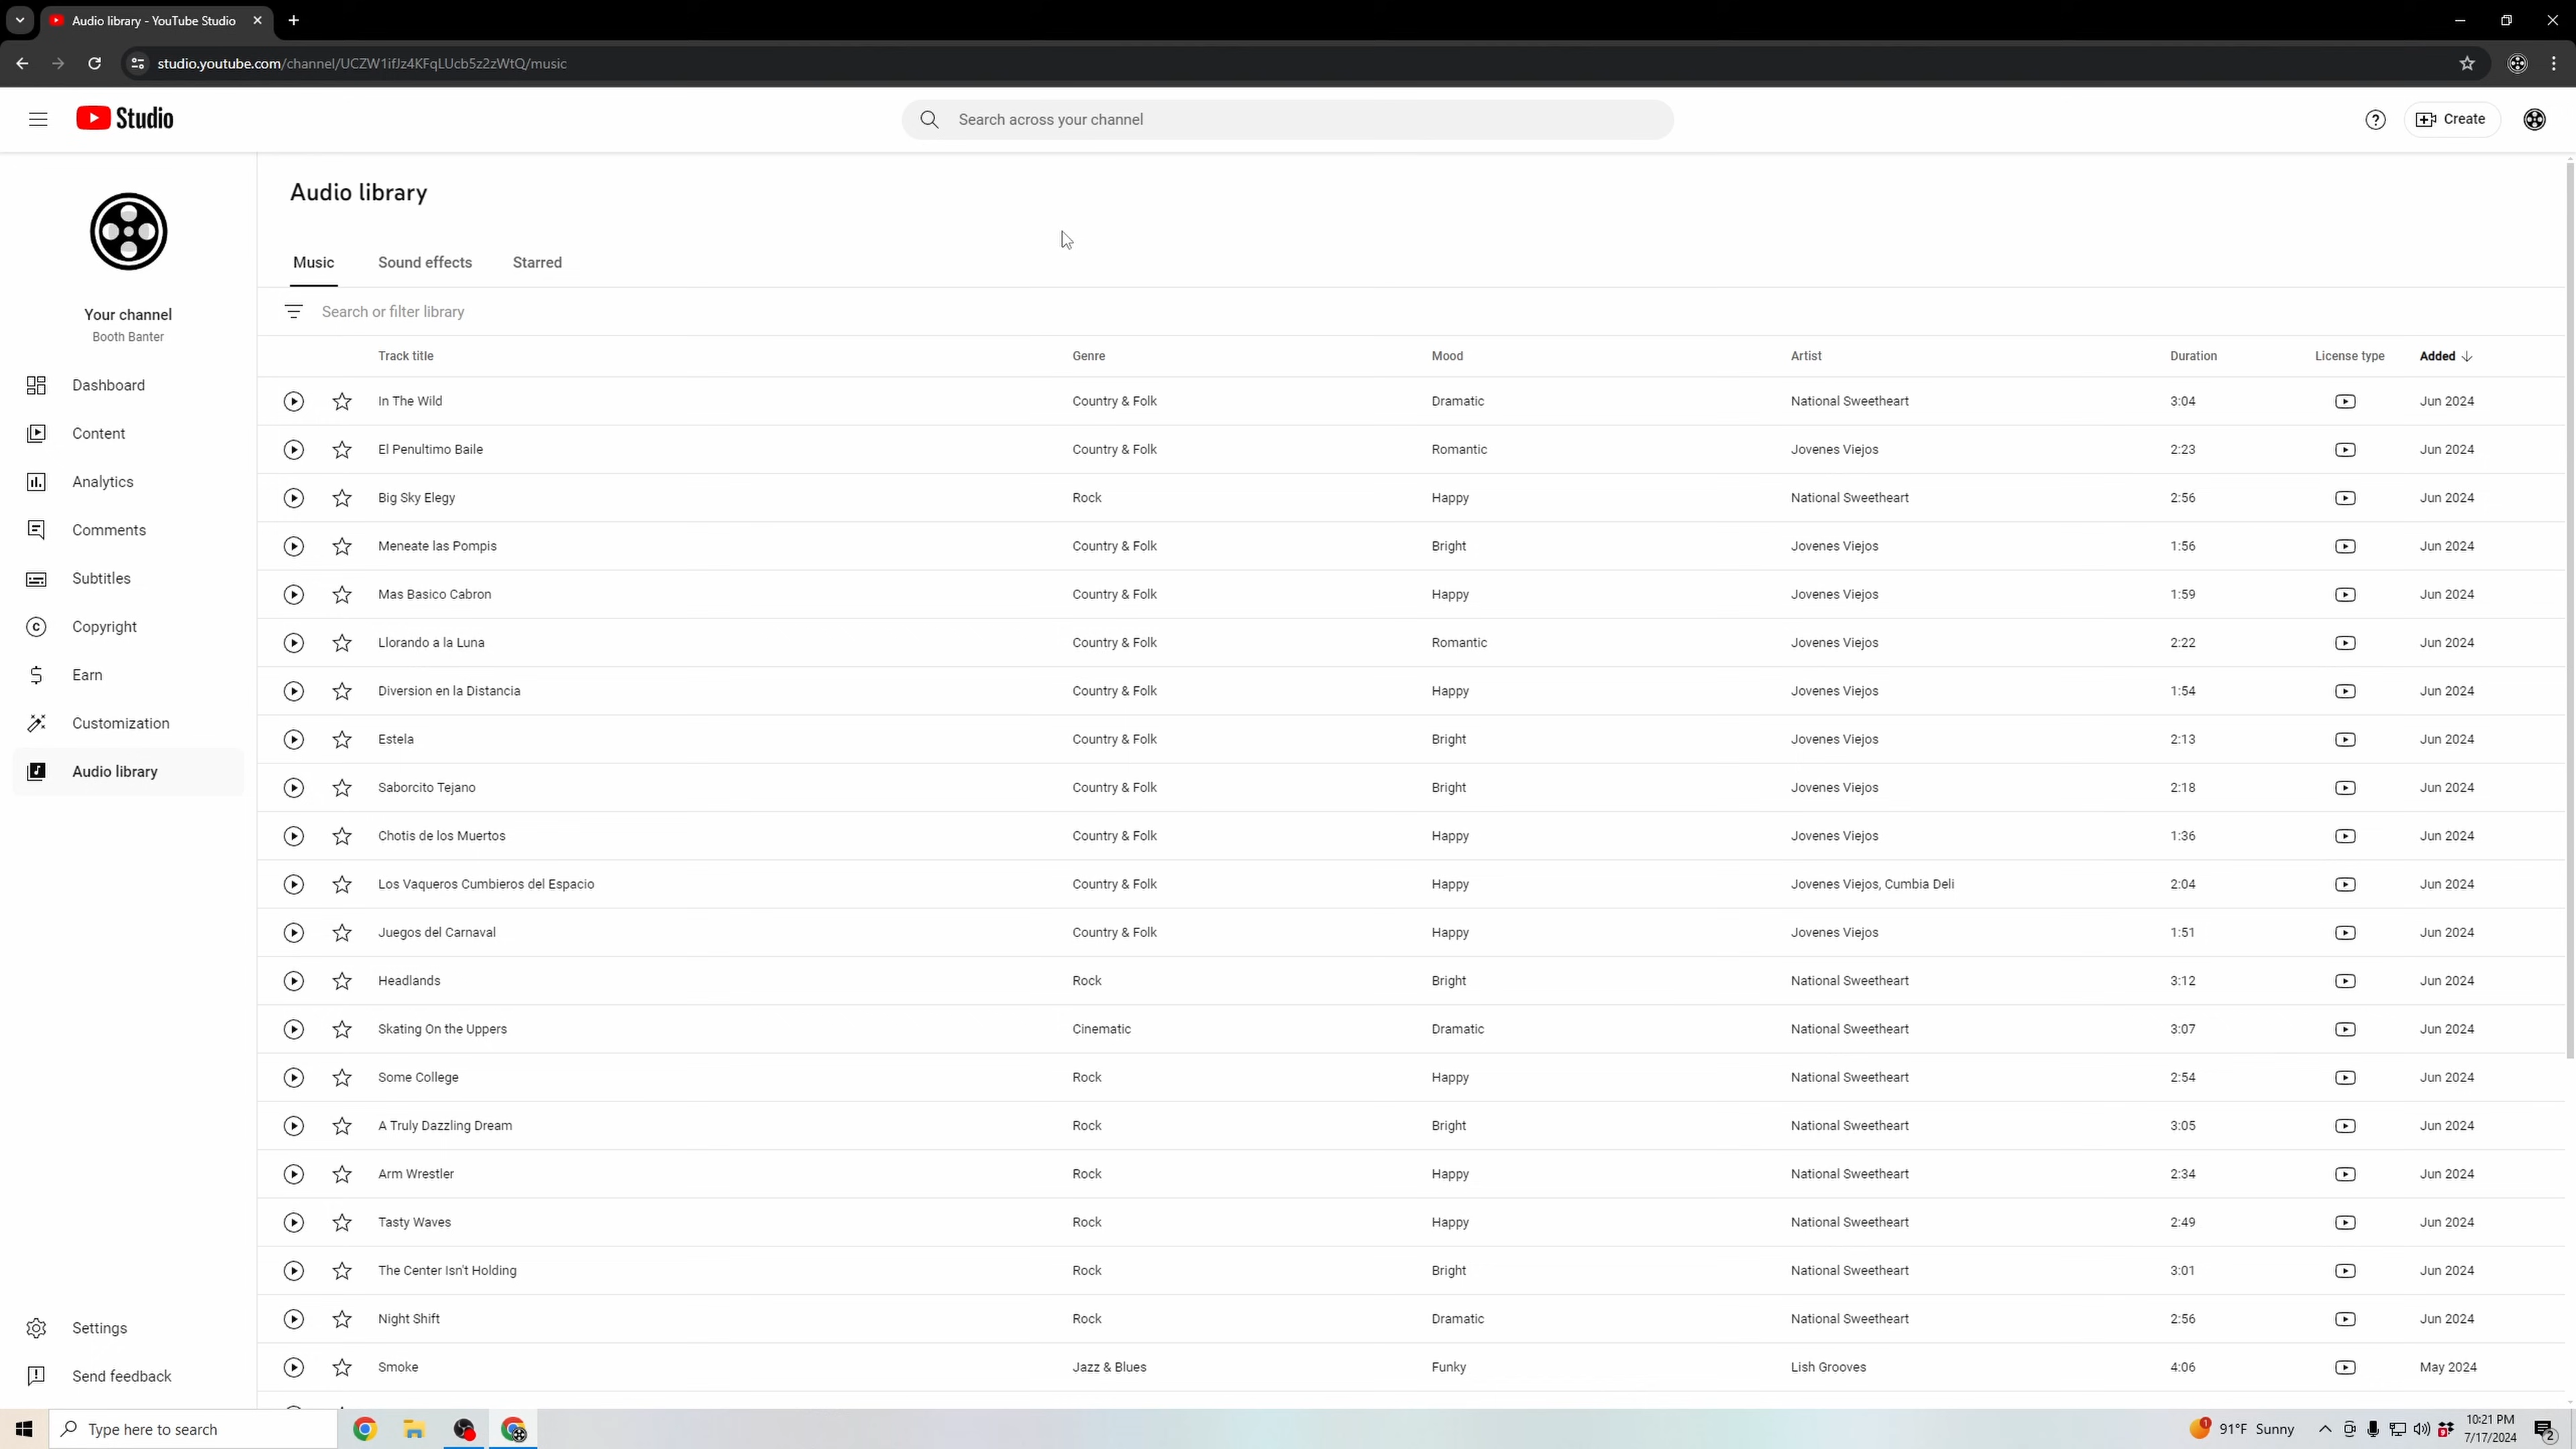 Audio library - YouTube Studio
studio.youtube.com/channel/UCZW1ifJz4KFqLUcb5z2zWtQ/music
Studio
Search across your channel
Create
Audio library
Music Sound effects Starred
Your channel
Booth Banter
Dashboard
Content
Analytics
Comments
Subtitles
Copyright
Earn
Customization
Audio library
Settings
Send feedback
Search or filter library
Track title Genre Mood Artist Duration License type Added
In The Wild Country & Folk Dramatic National Sweetheart 3:04 Jun 2024
El Penultimo Baile Country & Folk Romantic Jovenes Viejos 2:23 Jun 2024
Big Sky Elegy Rock Happy National Sweetheart 2:56 Jun 2024
Meneate las Pompis Country & Folk Bright Jovenes Viejos 1:56 Jun 2024
Mas Basico Cabron Country & Folk Happy Jovenes Viejos 1:59 Jun 2024
Llorando a la Luna Country & Folk Romantic Jovenes Viejos 2:22 Jun 2024
Diversion en la Distancia Country & Folk Happy Jovenes Viejos 1:54 Jun 2024
Estela Country & Folk Bright Jovenes Viejos 2:13 Jun 2024
Saborcito Tejano Country & Folk Bright Jovenes Viejos 2:18 Jun 2024
Chotis de los Muertos Country & Folk Happy Jovenes Viejos 1:36 Jun 2024
Los Vaqueros Cumbieros del Espacio Country & Folk Happy Jovenes Viejos, Cumbia Deli 2:04 Jun 2024
Juegos del Carnaval Country & Folk Happy Jovenes Viejos 1:51 Jun 2024
Headlands Rock Bright National Sweetheart 3:12 Jun 2024
Skating On the Uppers Cinematic Dramatic National Sweetheart 3:07 Jun 2024
Some College Rock Happy National Sweetheart 2:54 Jun 2024
A Truly Dazzling Dream Rock Bright National Sweetheart 3:05 Jun 2024
Arm Wrestler Rock Happy National Sweetheart 2:34 Jun 2024
Tasty Waves Rock Happy National Sweetheart 2:49 Jun 2024
The Center Isn't Holding Rock Bright National Sweetheart 3:01 Jun 2024
Night Shift Rock Dramatic National Sweetheart 2:56 Jun 2024
Smoke Jazz & Blues Funky Lish Grooves 4:06 May 2024
Type here to search
1 91°F Sunny
10:21 PM
7/17/2024
2